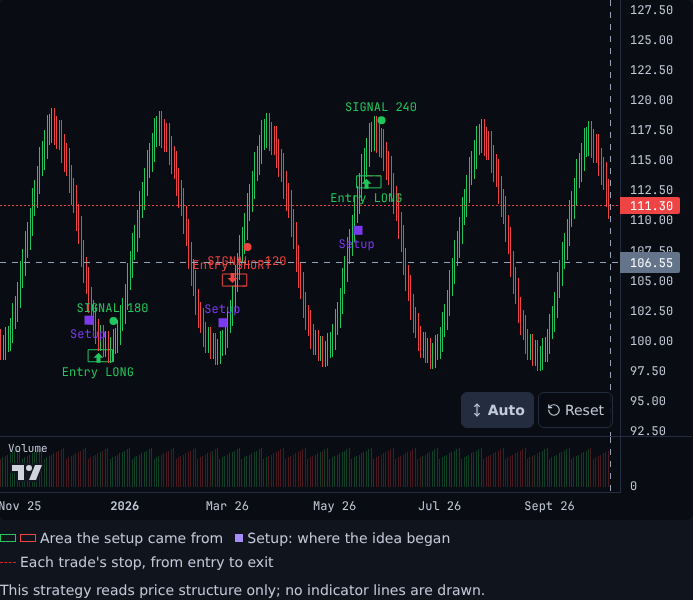 127.50
125.00
122.50
120.00
SIGNAL 240
117.50
115.00
112.50
Entry LONG
111.30
110.00
Setup
107.50
SIGNAL 120
Entry SHORT
106.55
105.00
SIGNAL 180
Setup
102.50
Setup
100.00
Entry LONG
97.50
95.00
Auto
Reset
92.50
Volume
0
Nov 25
2026
Mar 26
May 26
Jul 26
Sept 26
Area the setup came from
Setup: where the idea began
Each trade's stop, from entry to exit
This strategy reads price structure only; no indicator lines are drawn.